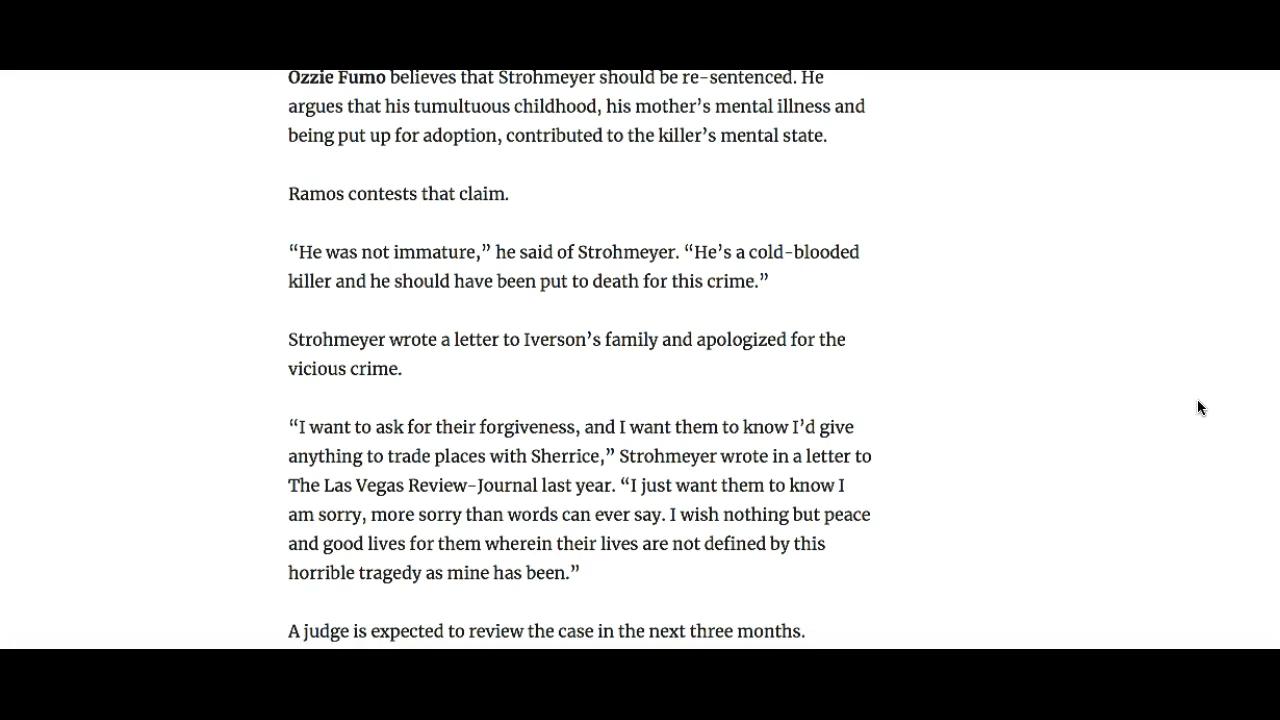 Ozzie Fumo believes that Strohmeyer should be re-sentenced. He
argues that his tumultuous childhood, his mother’s mental illness and
being put up for adoption, contributed to the killer’s mental state.
Ramos contests that claim.
“He was not immature,” he said of Strohmeyer. “He’s a cold-blooded
killer and he should have been put to death for this crime.”
Strohmeyer wrote a letter to Iverson’s family and apologized for the
vicious crime.
“I want to ask for their forgiveness, and I want them to know I’d give
anything to trade places with Sherrice,” Strohmeyer wrote in a letter to
The Las Vegas Review-Journal last year. “I just want them to know I
am sorry, more sorry than words can ever say. I wish nothing but peace
and good lives for them wherein their lives are not defined by this
horrible tragedy as mine has been.”
A judge is expected to review the case in the next three months.